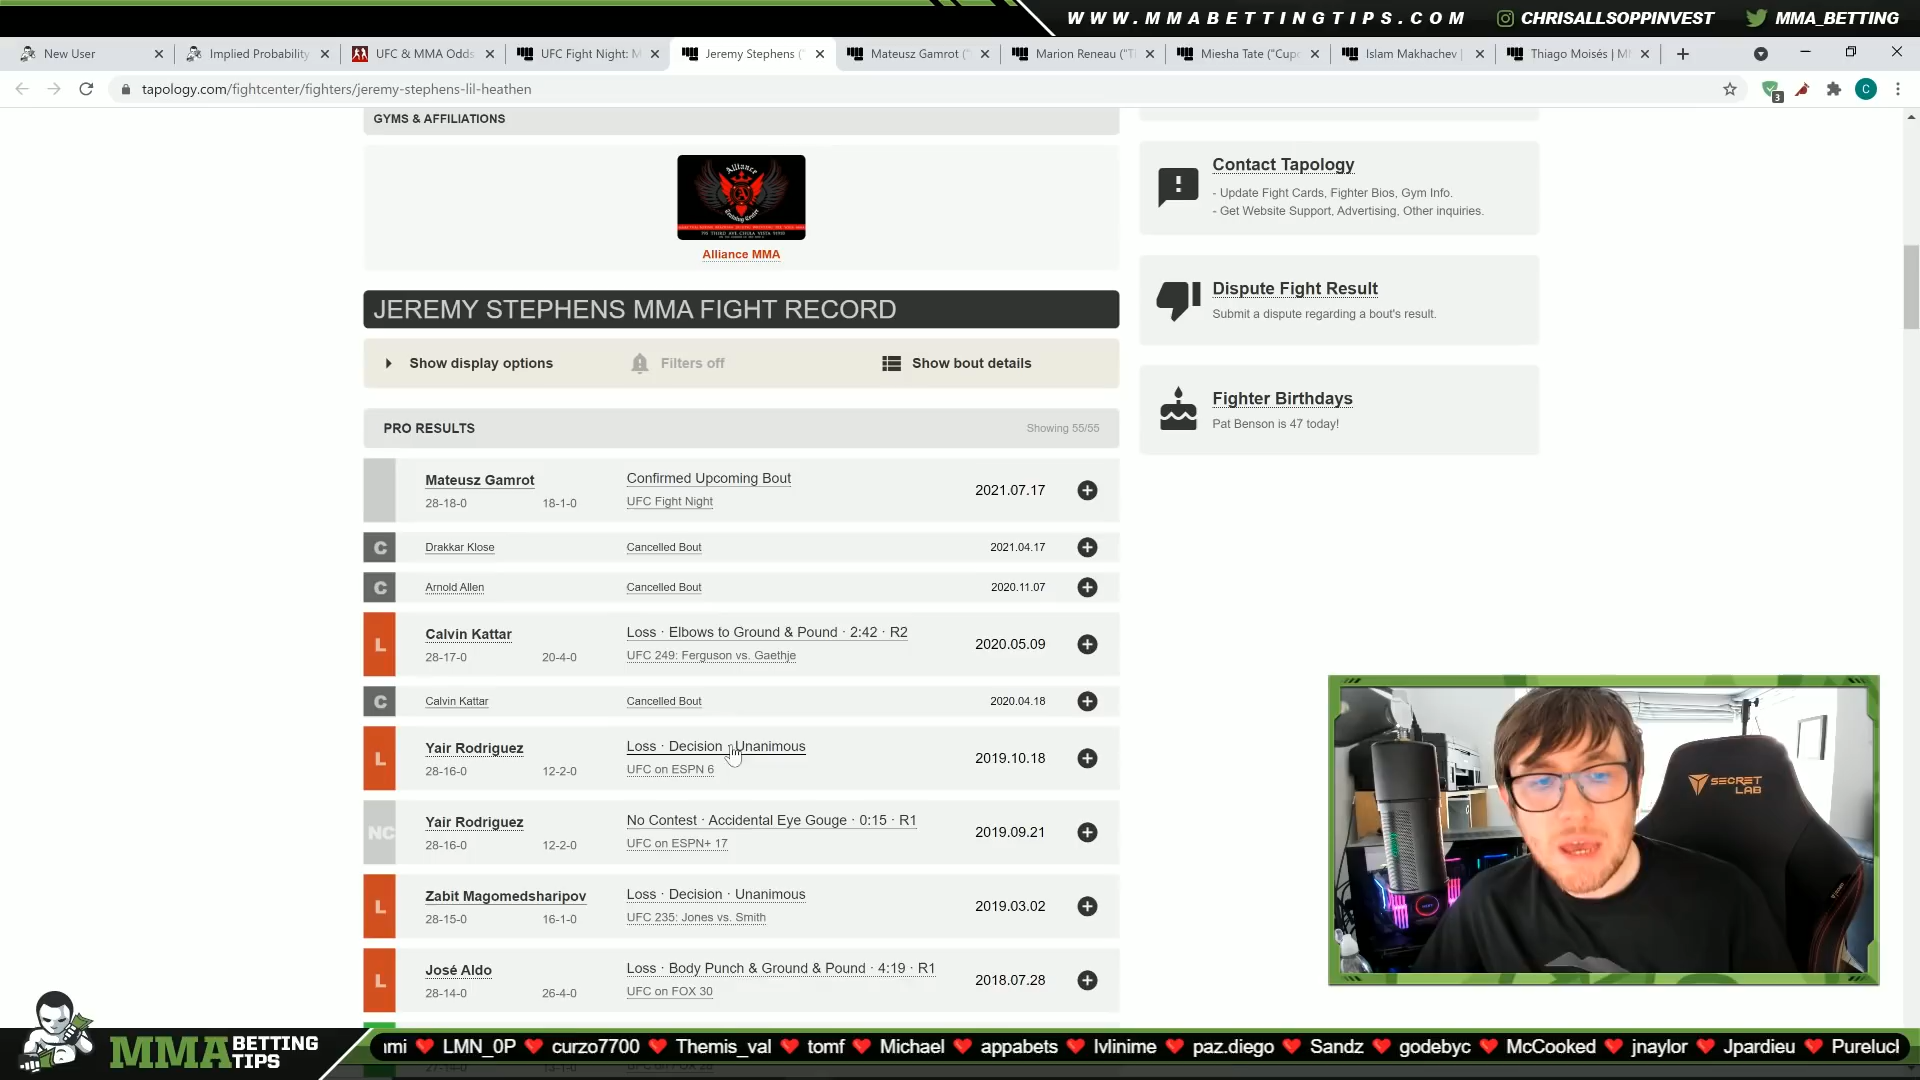 WWW.MMABETTINGTIPS.COM CHRISALLSOPPINVEST MMA_BETTING
New User Implied Probability UFC & MMA Odds UFC Fight Night: M Jeremy Stephens (" Mateusz Gamrot (" Marion Reneau ("T Miesha Tate ("Cupc Islam Makhachev | Thiago Moisés | M
tapology.com/fightcenter/fighters/jeremy-stephens-lil-heathen 3 C
GYMS & AFFILIATIONS
Alliance
Alliance MMA
Contact Tapology
- Update Fight Cards, Fighter Bios, Gym Info.
- Get Website Support, Advertising, Other inquiries.
Dispute Fight Result
Submit a dispute regarding a bout's result.
Fighter Birthdays
Pat Benson is 47 today!
JEREMY STEPHENS MMA FIGHT RECORD
Show display options Filters off Show bout details
PRO RESULTS Showing 55/55
Mateusz Gamrot Confirmed Upcoming Bout 2021.07.17
28-18-0 18-1-0 UFC Fight Night
C Drakkar Klose Cancelled Bout 2021.04.17
C Arnold Allen Cancelled Bout 2020.11.07
L Calvin Kattar Loss · Elbows to Ground & Pound · 2:42 · R2 2020.05.09
28-17-0 20-4-0 UFC 249: Ferguson vs. Gaethje
C Calvin Kattar Cancelled Bout 2020.04.18
L Yair Rodriguez Loss · Decision · Unanimous 2019.10.18
28-16-0 12-2-0 UFC on ESPN 6
NC Yair Rodriguez No Contest · Accidental Eye Gouge · 0:15 · R1 2019.09.21
28-16-0 12-2-0 UFC on ESPN+ 17
L Zabit Magomedsharipov Loss · Decision · Unanimous 2019.03.02
28-15-0 16-1-0 UFC 235: Jones vs. Smith
L José Aldo Loss · Body Punch & Ground & Pound · 4:19 · R1 2018.07.28
28-14-0 26-4-0 UFC on FOX 30
SECRET
LAB
MMA BETTING TIPS
mi LMN_0P curzo7700 Themis_val tomf Michael appabets lvlinime paz.diego Sandz godebyc McCooked jnaylor Jpardieu Purelucl